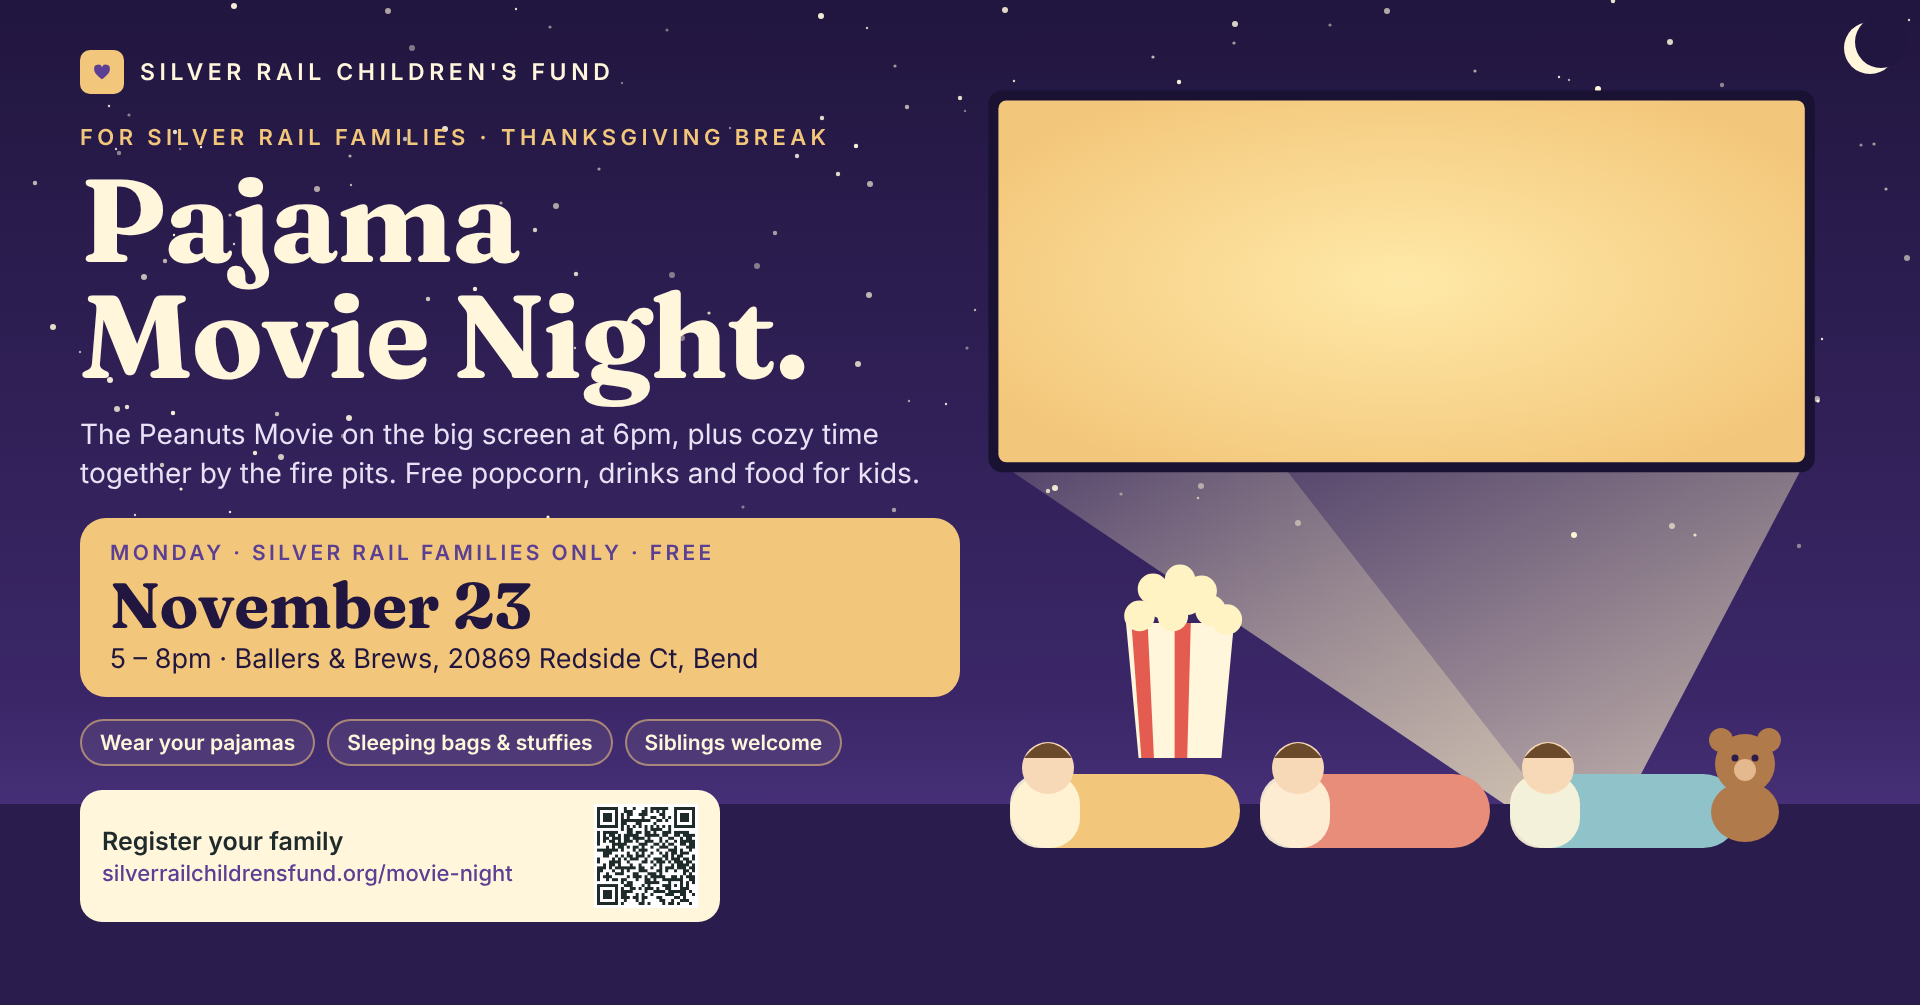 SILVER RAIL CHILDREN'S FUND
FOR SILVER RAIL FAMILIES · THANKSGIVING BREAK
Pajama
Movie Night.
The Peanuts Movie on the big screen at 6pm, plus cozy time
together by the fire pits. Free popcorn, drinks and food for kids.
MONDAY · SILVER RAIL FAMILIES ONLY · FREE
November 23
5 – 8pm · Ballers & Brews, 20869 Redside Ct, Bend
Wear your pajamas
Sleeping bags & stuffies
Siblings welcome
Register your family
silverrailchildrensfund.org/movie-night